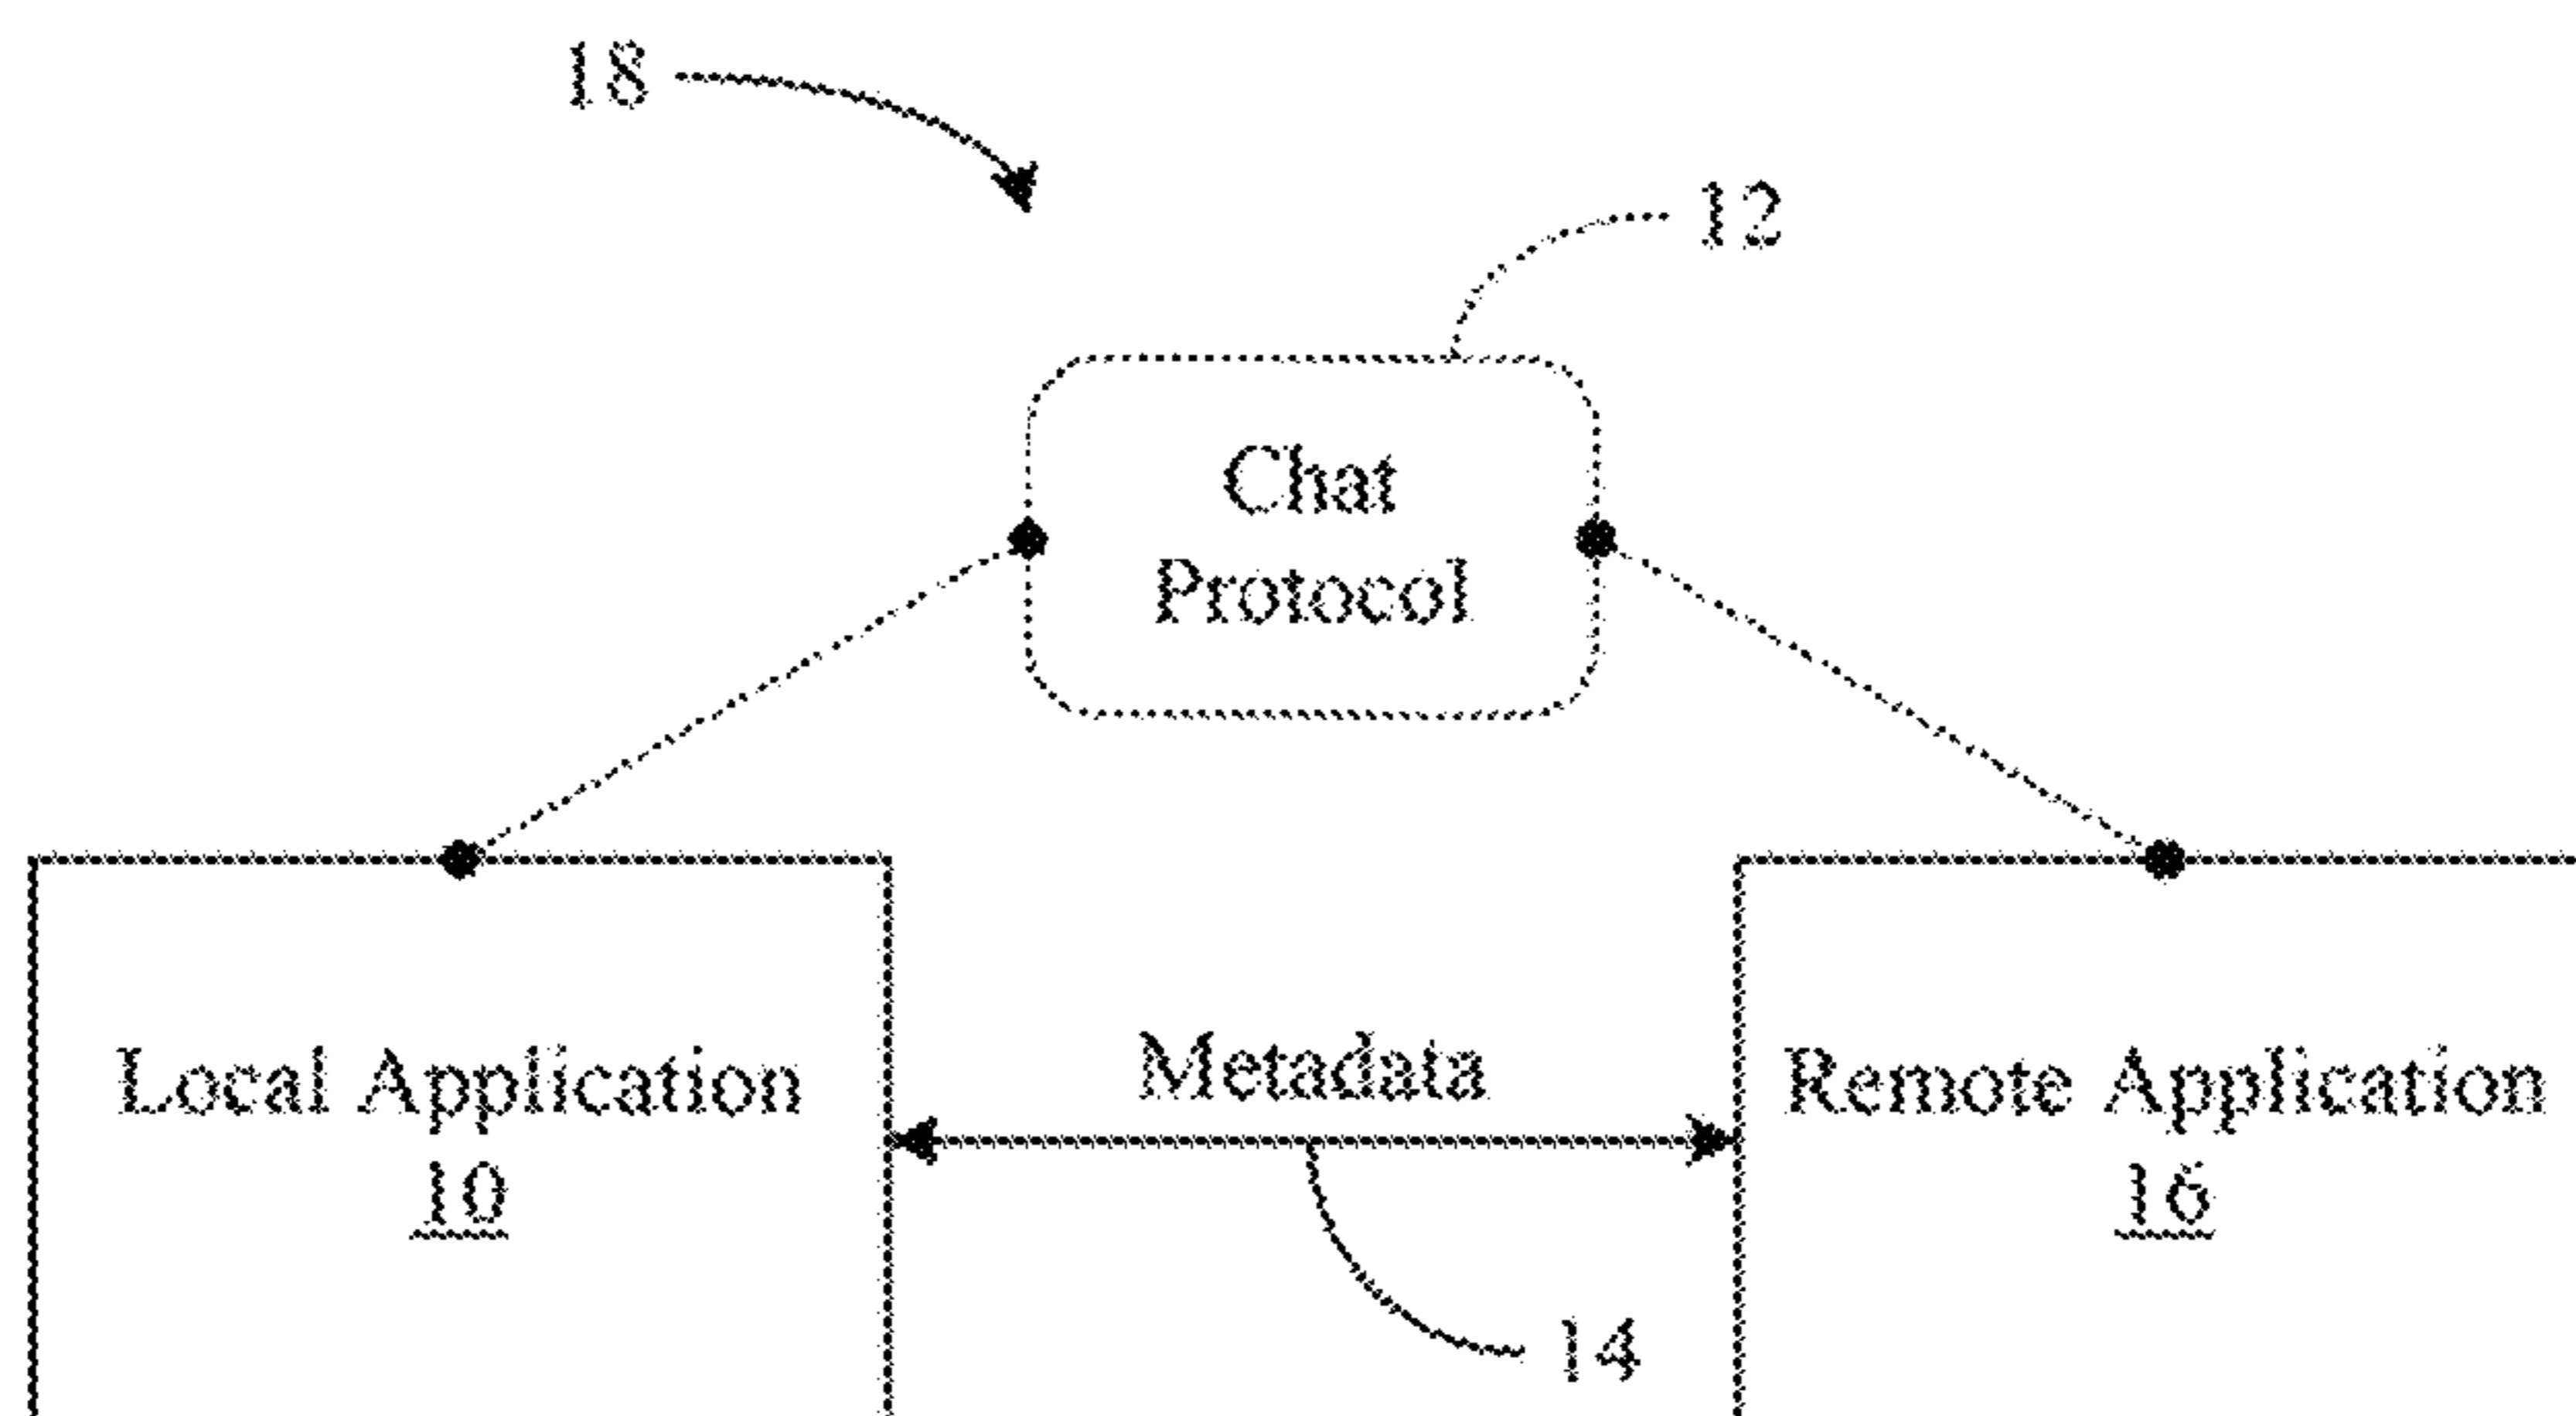 18
12
Chat
Protocol
Local Application
10
Metadata
Remote Application
16
14